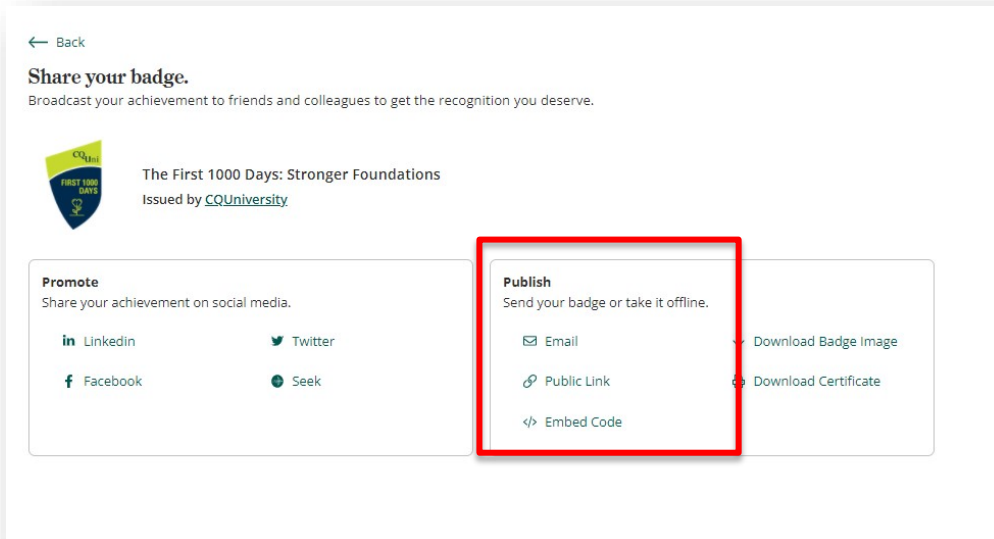 Back
Share your badge.
Broadcast your achievement to friends and colleagues to get the recognition you deserve.
CQUni
FIRST 1000
DAYS
The First 1000 Days: Stronger Foundations
Issued by CQUniversity
Promote
Share your achievement on social media.
Linkedin
Twitter
Facebook
Seek
Publish
Send your badge or take it offline.
Email
Download Badge Image
Public Link
Download Certificate
Embed Code